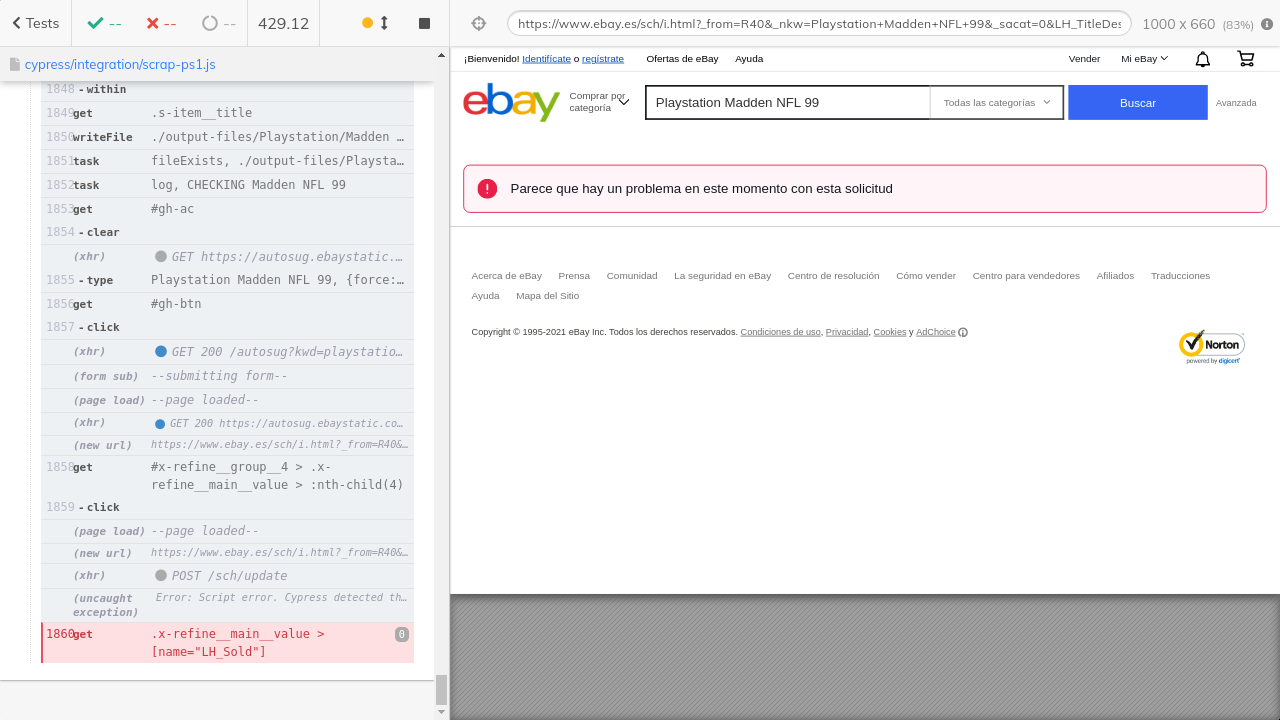 Tests
--
--
--
429.12
https://www.ebay.es/sch/i.html?_from=R40&_nkw=Playstation+Madden+NFL+99&_sacat=0&LH_TitleDes
1000 x 660 (83%)
cypress/integration/scrap-ps1.js
1848 - within
1849 get .s-item__title
1850 writeFile ./output-files/Playstation/Madden …
1851 task fileExists, ./output-files/Playsta…
1852 task log, CHECKING Madden NFL 99
1853 get #gh-ac
1854 - clear
(xhr) GET https://autosug.ebaystatic.…
1855 - type Playstation Madden NFL 99, {force:…
1856 get #gh-btn
1857 - click
(xhr) GET 200 /autosug?kwd=playstatio…
(form sub) --submitting form--
(page load) --page loaded--
(xhr) GET 200 https://autosug.ebaystatic.co…
(new url) https://www.ebay.es/sch/i.html?_from=R40&…
1858 get #x-refine__group__4 > .x-
refine__main__value > :nth-child(4)
1859 - click
(page load) --page loaded--
(new url) https://www.ebay.es/sch/i.html?_from=R40&…
(xhr) POST /sch/update
(uncaught Error: Script error. Cypress detected th…
exception)
1860 get .x-refine__main__value > 0
[name="LH_Sold"]
¡Bienvenido! Identifícate o regístrate Ofertas de eBay Ayuda Vender Mi eBay
ebay
Comprar por
categoría
Playstation Madden NFL 99
Todas las categorías
Buscar
Avanzada
Parece que hay un problema en este momento con esta solicitud
Acerca de eBay Prensa Comunidad La seguridad en eBay Centro de resolución Cómo vender Centro para vendedores Afiliados Traducciones
Ayuda Mapa del Sitio
Copyright © 1995-2021 eBay Inc. Todos los derechos reservados. Condiciones de uso, Privacidad, Cookies y AdChoice
Norton
powered by digicert